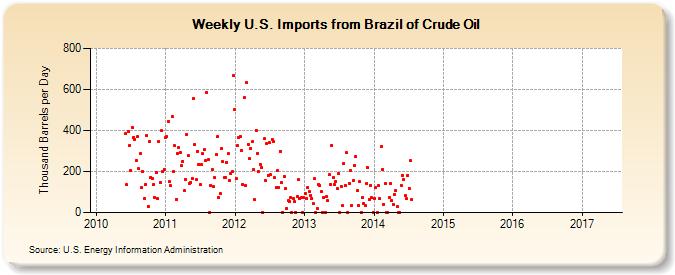 Weekly U.S. Imports from Brazil of Crude Oil
Thousand Barrels per Day
800
600
400
200
0
2010 2011 2012 2013 2014 2015 2016 2017
Source: U.S. Energy Information Administration